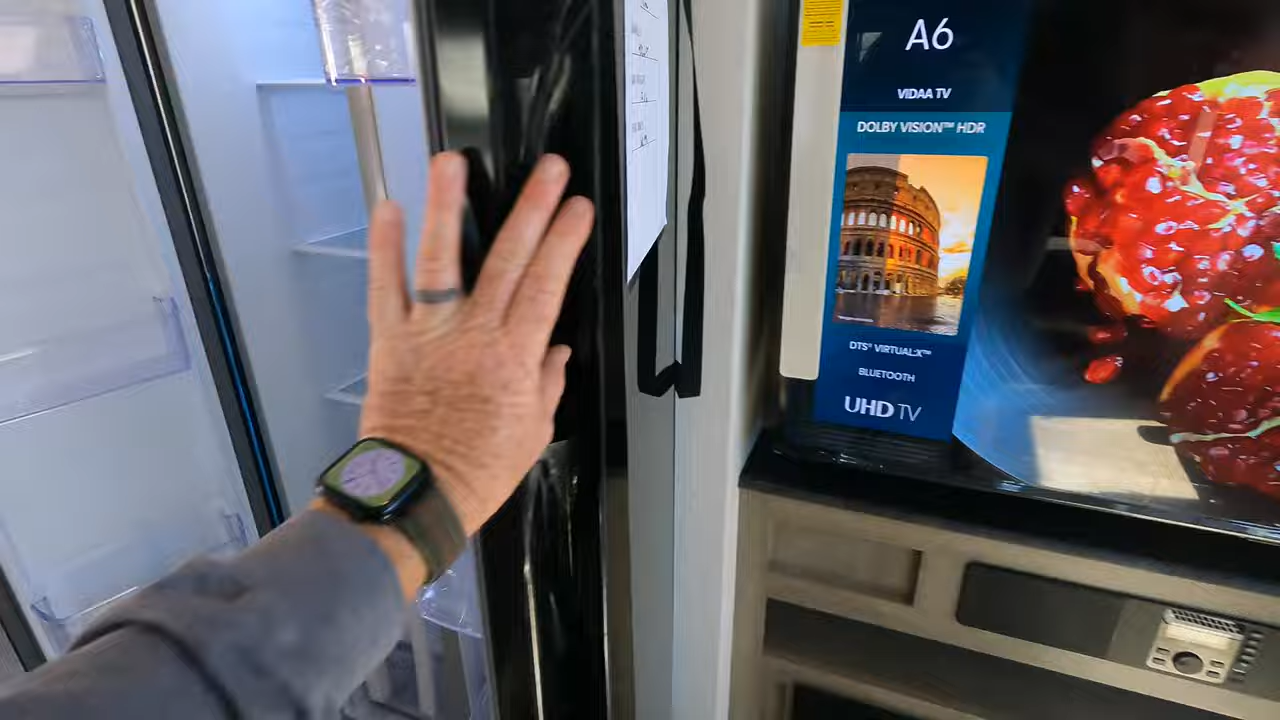 A6
VIDAA TV
DOLBY VISION™ HDR
DTS® VIRTUAL:X™
BLUETOOTH
UHD TV